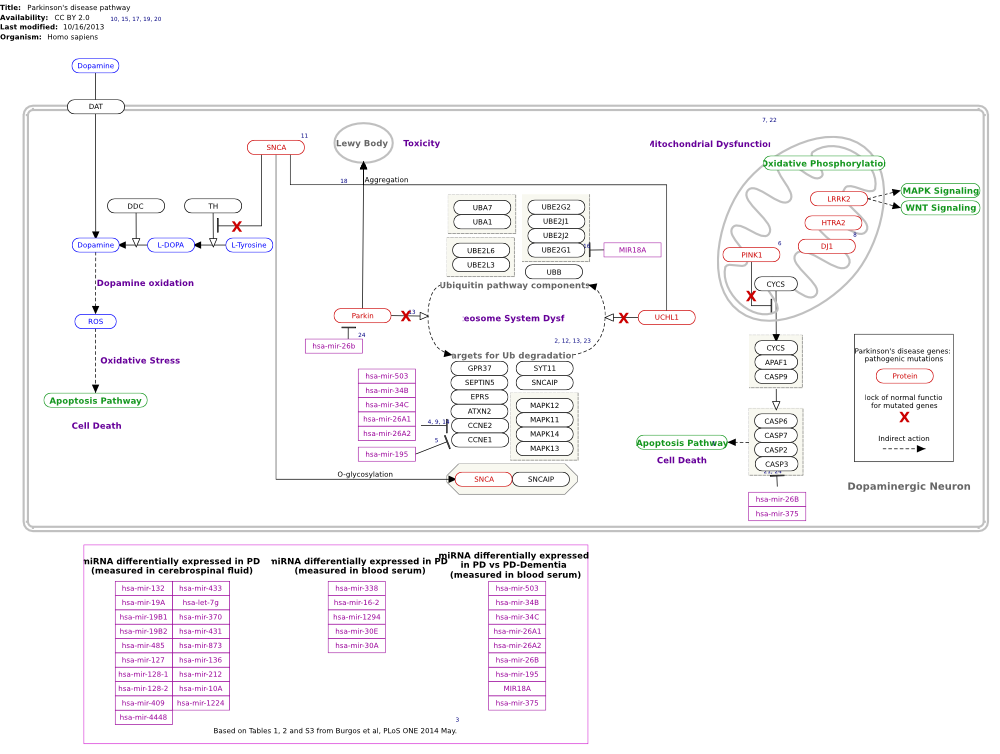 Title: Parkinson's disease pathway
Availability: CC BY 2.0
10, 15, 17, 19, 20
Last modified: 10/16/2013
Organism: Homo sapiens
Dopamine
DAT
SNCA
11
Lewy Body
Toxicity
18
Aggregation
DDC
TH
X
Dopamine
L-DOPA
L-Tyrosine
Dopamine oxidation
ROS
Oxidative Stress
Apoptosis Pathway
Cell Death
UBA7
UBA1
UBE2L6
UBE2L3
UBE2G2
UBE2J1
UBE2J2
UBE2G1
MIR18A
UBB
Ubiquitin pathway components
Parkin
X
24
hsa-mir-26b
eosome System Dysf
X
UCHL1
2, 12, 13, 23
argets for Ub degradation
GPR37
SEPTIN5
EPRS
ATXN2
CCNE2
CCNE1
SYT11
SNCAIP
MAPK12
MAPK11
MAPK14
MAPK13
hsa-mir-503
hsa-mir-34B
hsa-mir-34C
hsa-mir-26A1
hsa-mir-26A2
hsa-mir-195
4, 9,
5
O-glycosylation
SNCA
SNCAIP
7, 22
Mitochondrial Dysfunction
Oxidative Phosphorylatio
LRRK2
HTRA2
8
DJ1
6
PINK1
X
CYCS
MAPK Signaling
WNT Signaling
CYCS
APAF1
CASP9
CASP6
CASP7
CASP2
CASP3
Apoptosis Pathway
Cell Death
hsa-mir-26B
hsa-mir-375
Parkinson's disease genes:
pathogenic mutations
Protein
lock of normal functio
for mutated genes
X
Indirect action
Dopaminergic Neuron
miRNA differentially expressed in PD
(measured in cerebrospinal fluid)
hsa-mir-132 hsa-mir-433
hsa-mir-19A hsa-let-7g
hsa-mir-19B1 hsa-mir-370
hsa-mir-19B2 hsa-mir-431
hsa-mir-485 hsa-mir-873
hsa-mir-127 hsa-mir-136
hsa-mir-128-1 hsa-mir-212
hsa-mir-128-2 hsa-mir-10A
hsa-mir-409 hsa-mir-1224
hsa-mir-4448
miRNA differentially expressed in PD
(measured in blood serum)
hsa-mir-338
hsa-mir-16-2
hsa-mir-1294
hsa-mir-30E
hsa-mir-30A
miRNA differentially expressed
in PD vs PD-Dementia
(measured in blood serum)
hsa-mir-503
hsa-mir-34B
hsa-mir-34C
hsa-mir-26A1
hsa-mir-26A2
hsa-mir-26B
hsa-mir-195
MIR18A
hsa-mir-375
3
Based on Tables 1, 2 and S3 from Burgos et al, PLoS ONE 2014 May.